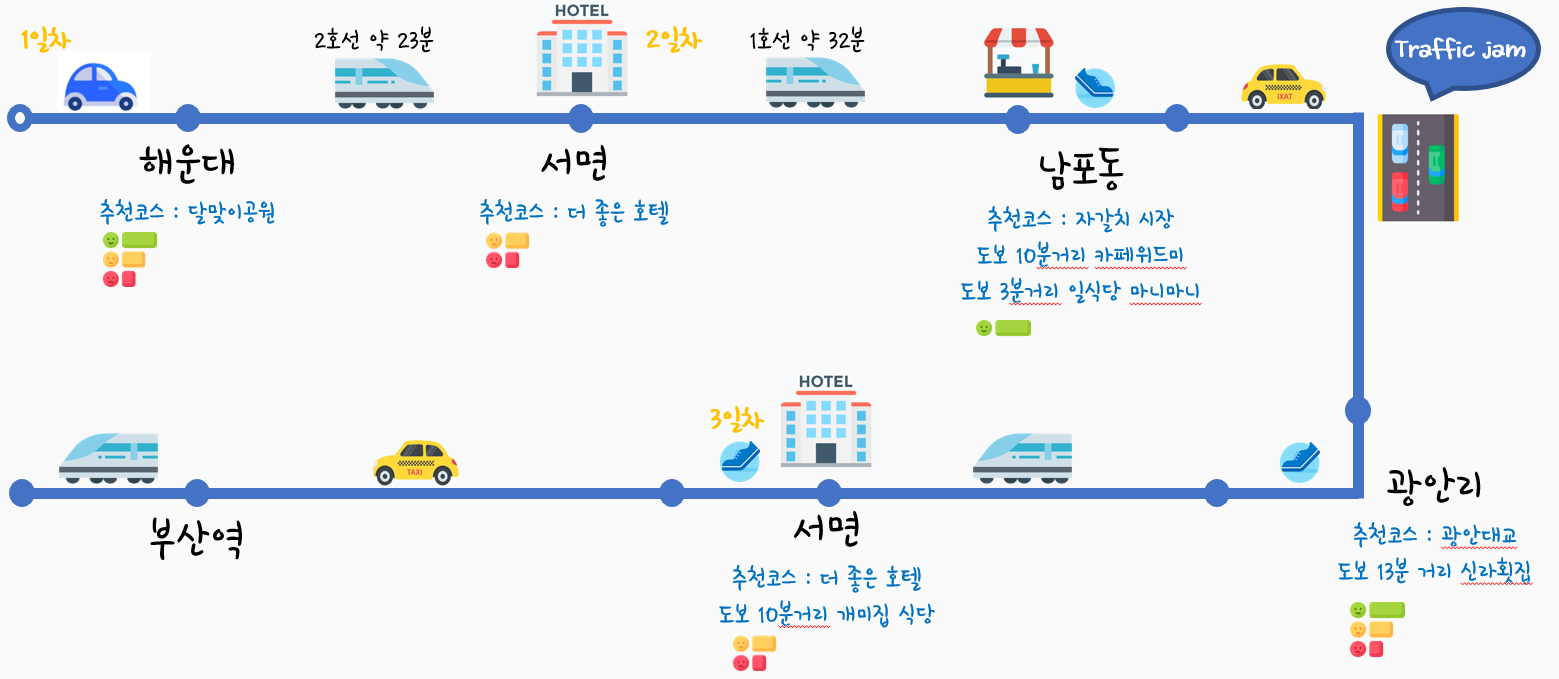 1일차
2호선 약 23분
HOTEL
2일차
1호선 약 32분
Traffic jam
IXAT
해운대
추천코스 : 달맞이공원
서면
추천코스 : 더 좋은 호텔
남포동
추천코스 : 자갈치 시장
도보 10분거리 카페위드미
도보 3분거리 일식당 마니마니
HOTEL
3일차
TAXI
광안리
추천코스 : 광안대교
도보 13분 거리 신라횟집
부산역
서면
추천코스 : 더 좋은 호텔
도보 10분거리 개미집 식당